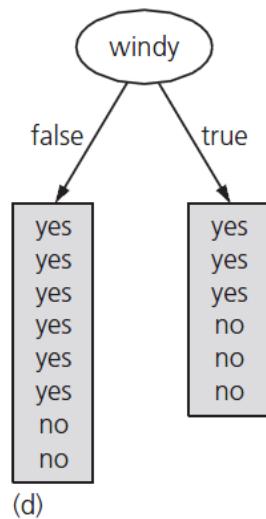 windy
false
true
yes
yes
yes
yes
yes
yes
no
no
yes
yes
yes
no
no
no
(d)